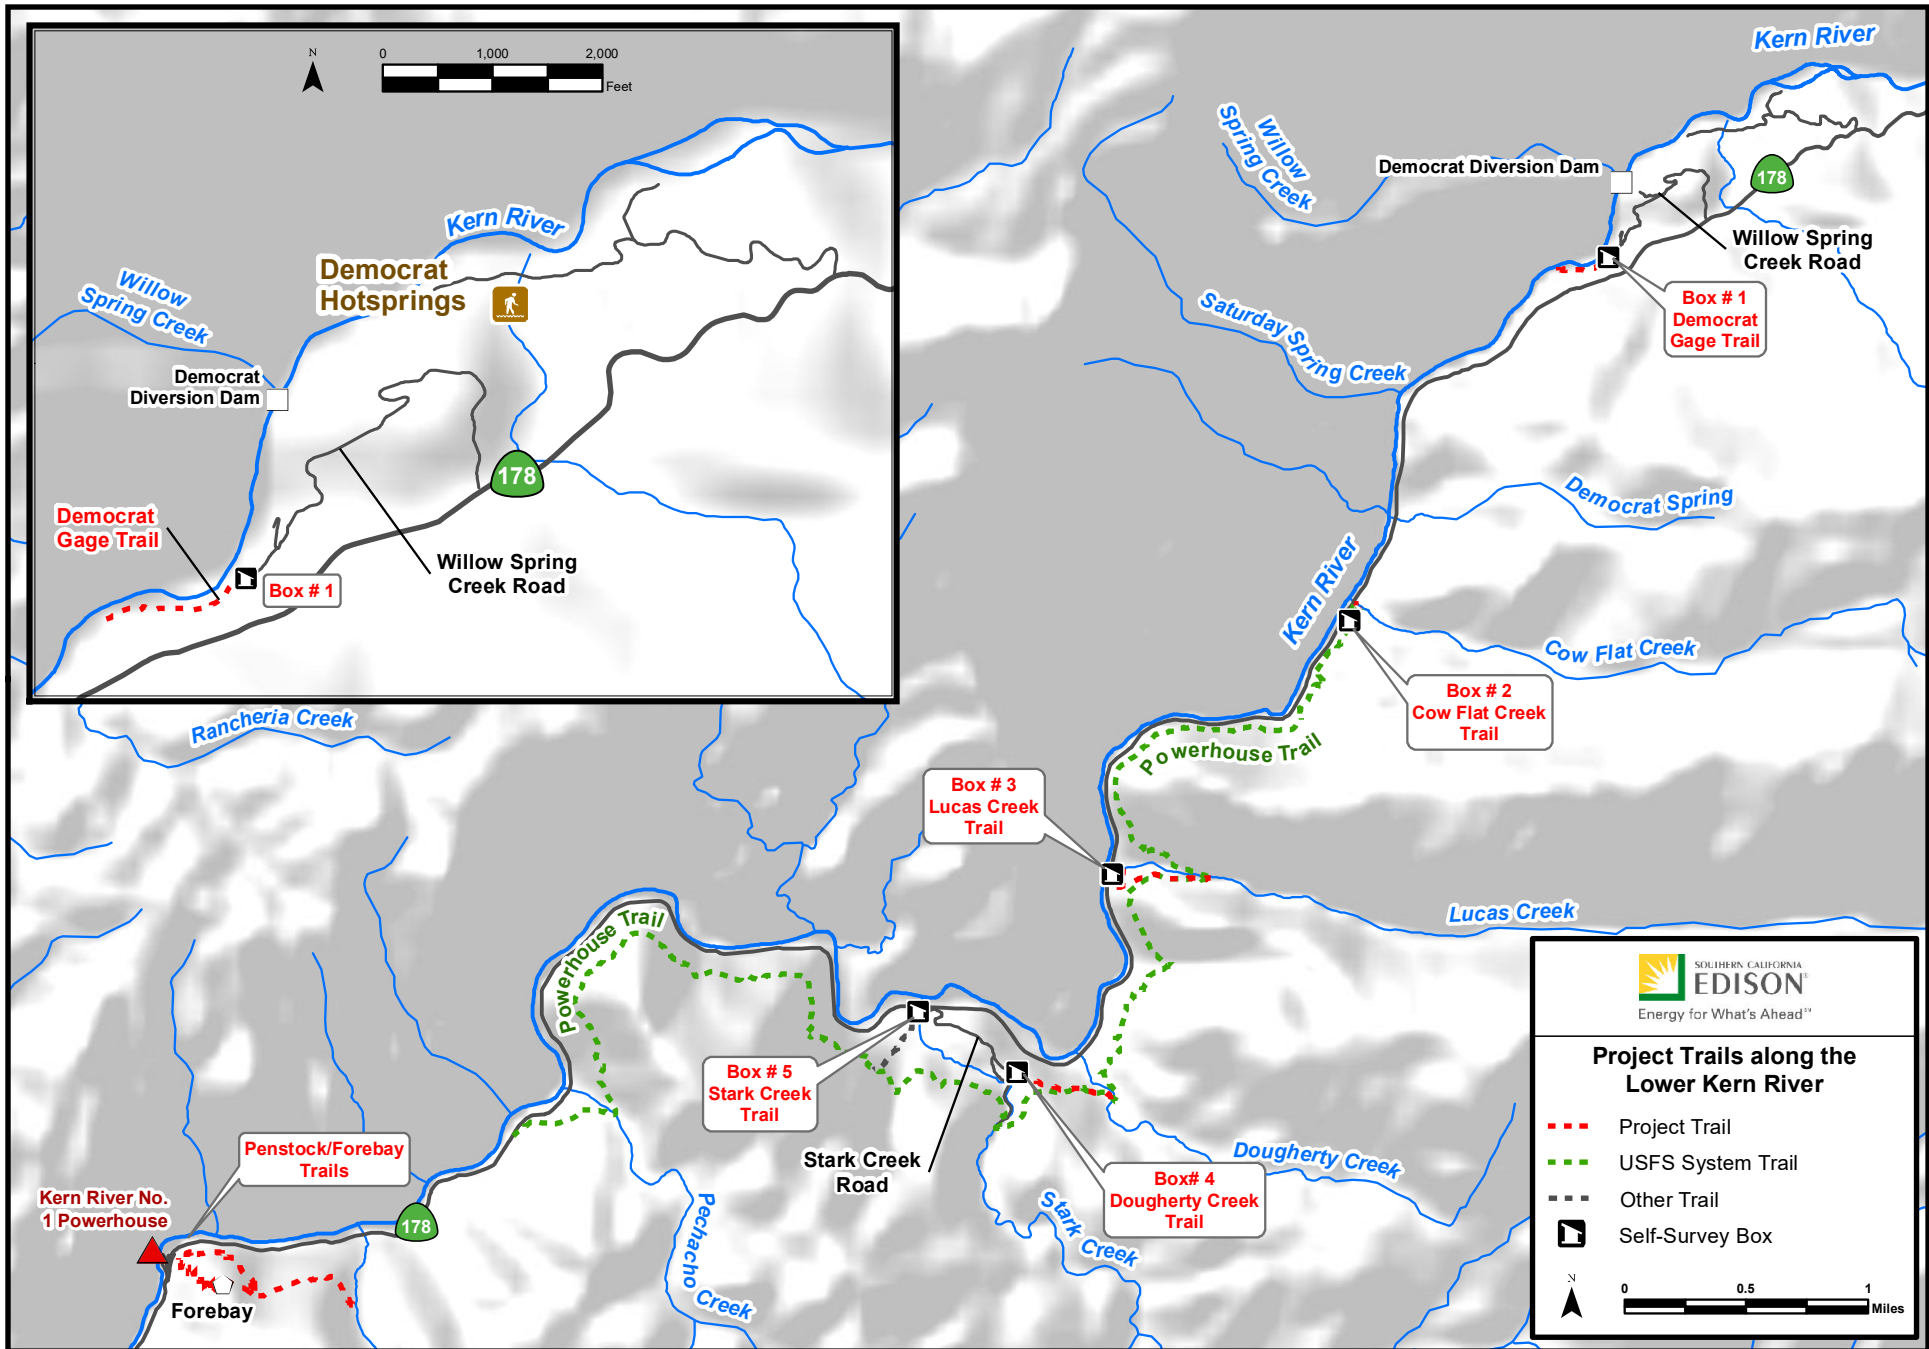 N
0 1,000 2,000
Feet
Kern River
Democrat
Hotsprings
Willow
Spring Creek
Democrat
Diversion Dam
178
Democrat
Gage Trail
Willow Spring
Creek Road
Box # 1
Kern River
Willow
Spring Creek
Democrat Diversion Dam
178
Willow Spring
Creek Road
Box # 1
Democrat
Gage Trail
Saturday Spring Creek
Democrat Spring
Kern River
Cow Flat Creek
Box # 2
Cow Flat Creek
Trail
Powerhouse Trail
Rancheria Creek
Box # 3
Lucas Creek
Trail
Lucas Creek
Powerhouse Trail
Box # 5
Stark Creek
Trail
Stark Creek
Road
Box# 4
Dougherty Creek
Trail
Dougherty Creek
Stark Creek
Pechacho Creek
Penstock/Forebay
Trails
Kern River No.
1 Powerhouse
178
Forebay
SOUTHERN CALIFORNIA
EDISON®
Energy for What's Ahead℠
Project Trails along the
Lower Kern River
Project Trail
USFS System Trail
Other Trail
Self-Survey Box
N
0 0.5 1
Miles